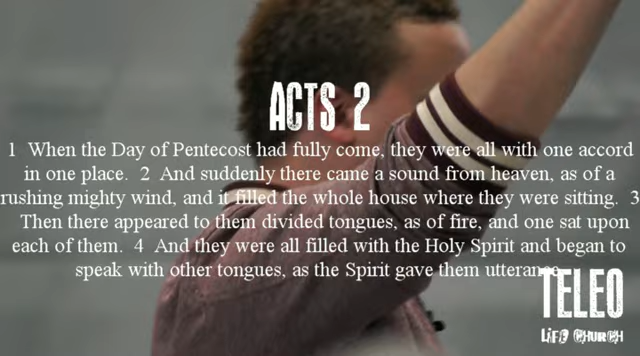 ACTS 2
1 When the Day of Pentecost had fully come, they were all with one accord
in one place. 2 And suddenly there came a sound from heaven, as of a
rushing mighty wind, and it filled the whole house where they were sitting. 3
Then there appeared to them divided tongues, as of fire, and one sat upon
each of them. 4 And they were all filled with the Holy Spirit and began to
speak with other tongues, as the Spirit gave them utterance.
TELEO
LiFE CHURCH